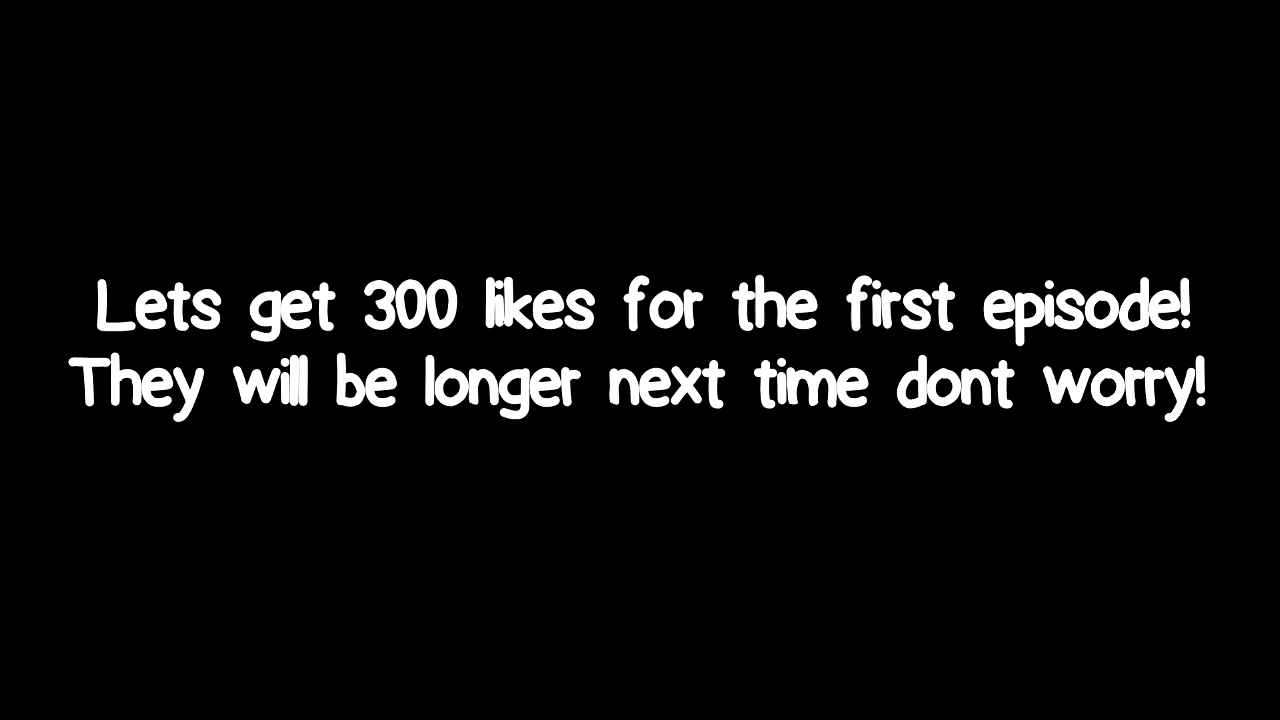 Lets get 300 likes for the first episode!
They will be longer next time dont worry!